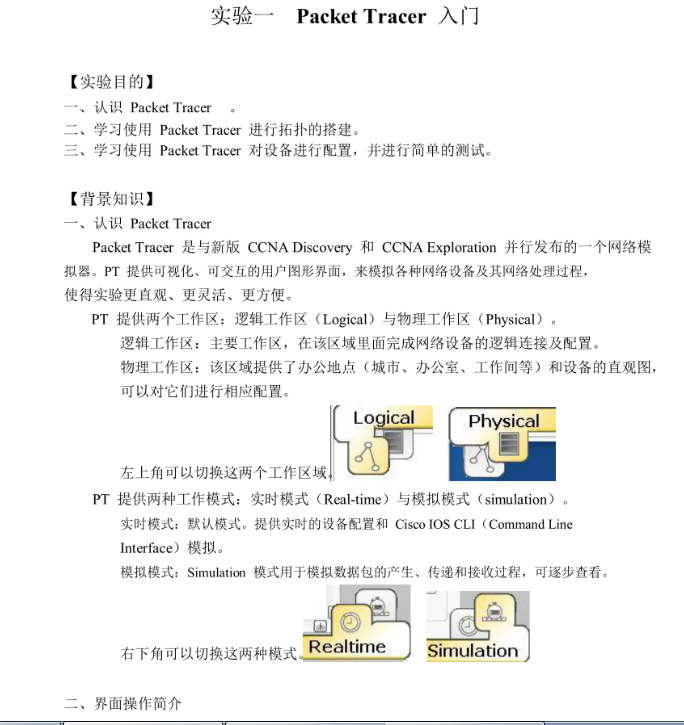 实验一 Packet Tracer 入门
【实验目的】
一、认识 Packet Tracer 。
二、学习使用 Packet Tracer 进行拓扑的搭建。
三、学习使用 Packet Tracer 对设备进行配置，并进行简单的测试。
【背景知识】
一、认识 Packet Tracer
Packet Tracer 是与新版 CCNA Discovery 和 CCNA Exploration 并行发布的一个网络模
拟器。PT 提供可视化、可交互的用户图形界面，来模拟各种网络设备及其网络处理过程，
使得实验更直观、更灵活、更方便。
PT 提供两个工作区：逻辑工作区（Logical）与物理工作区（Physical）。
逻辑工作区：主要工作区，在该区域里面完成网络设备的逻辑连接及配置。
物理工作区：该区域提供了办公地点（城市、办公室、工作间等）和设备的直观图，
可以对它们进行相应配置。
Logical
Physical
左上角可以切换这两个工作区域。
PT 提供两种工作模式：实时模式（Real-time）与模拟模式（simulation）。
实时模式：默认模式。提供实时的设备配置和 Cisco IOS CLI（Command Line
Interface）模拟。
模拟模式：Simulation 模式用于模拟数据包的产生、传递和接收过程，可逐步查看。
右下角可以切换这两种模式。
Realtime
Simulation
二、界面操作简介